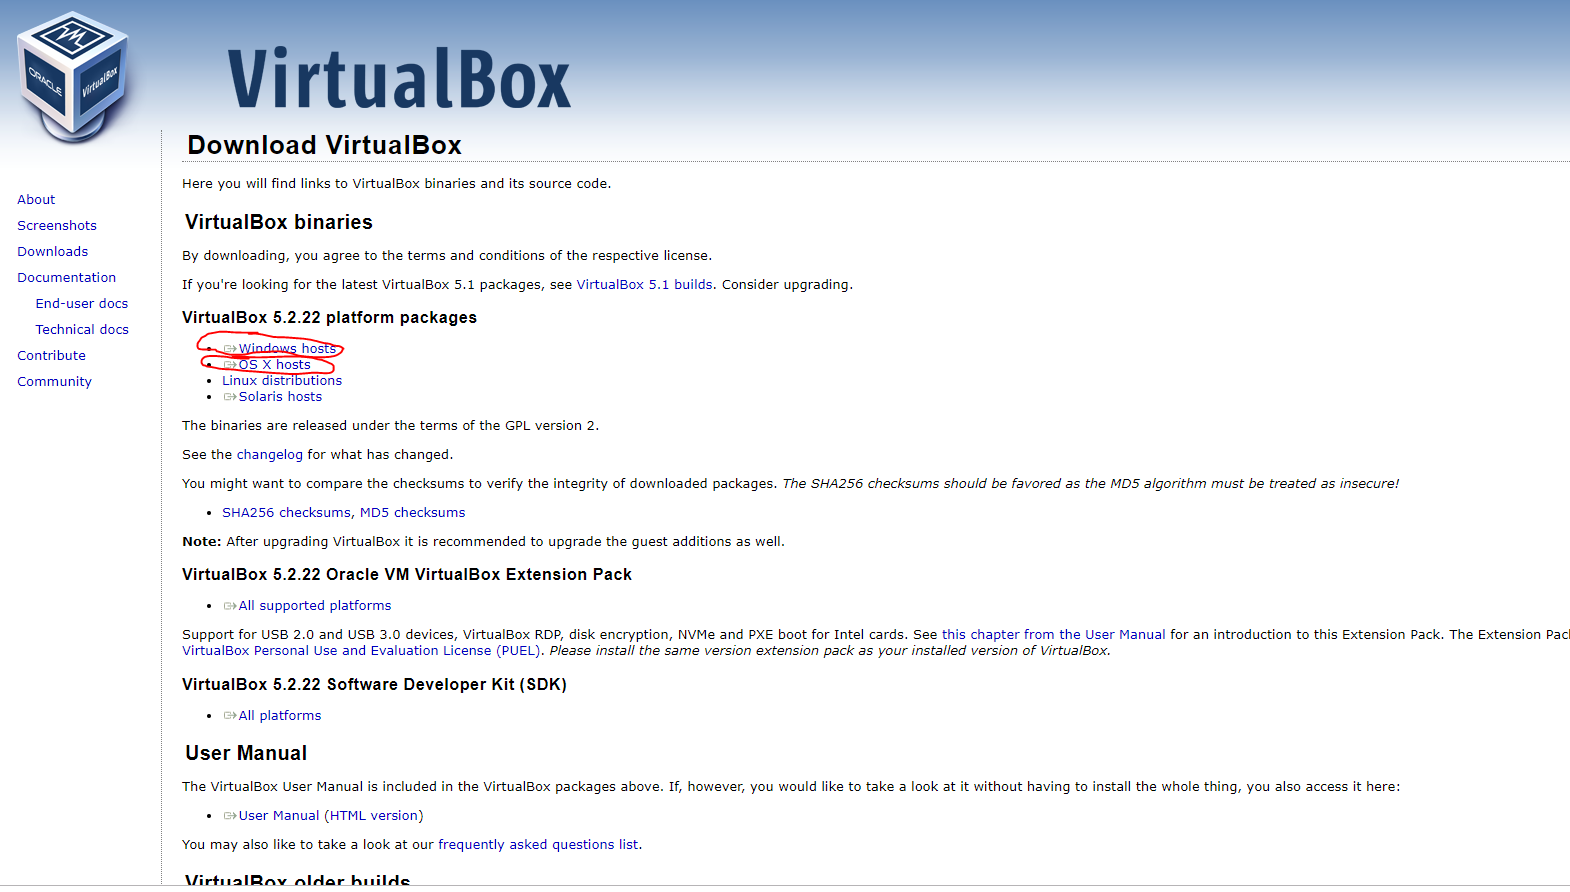 ORACLE
VirtualBox
VirtualBox
Download VirtualBox
About
Screenshots
Downloads
Documentation
End-user docs
Technical docs
Contribute
Community
Here you will find links to VirtualBox binaries and its source code.
VirtualBox binaries
By downloading, you agree to the terms and conditions of the respective license.
If you're looking for the latest VirtualBox 5.1 packages, see VirtualBox 5.1 builds. Consider upgrading.
VirtualBox 5.2.22 platform packages
• Windows hosts
• OS X hosts
• Linux distributions
• Solaris hosts
The binaries are released under the terms of the GPL version 2.
See the changelog for what has changed.
You might want to compare the checksums to verify the integrity of downloaded packages. The SHA256 checksums should be favored as the MD5 algorithm must be treated as insecure!
• SHA256 checksums, MD5 checksums
Note: After upgrading VirtualBox it is recommended to upgrade the guest additions as well.
VirtualBox 5.2.22 Oracle VM VirtualBox Extension Pack
• All supported platforms
Support for USB 2.0 and USB 3.0 devices, VirtualBox RDP, disk encryption, NVMe and PXE boot for Intel cards. See this chapter from the User Manual for an introduction to this Extension Pack. The Extension Pac
VirtualBox Personal Use and Evaluation License (PUEL). Please install the same version extension pack as your installed version of VirtualBox.
VirtualBox 5.2.22 Software Developer Kit (SDK)
• All platforms
User Manual
The VirtualBox User Manual is included in the VirtualBox packages above. If, however, you would like to take a look at it without having to install the whole thing, you also access it here:
• User Manual (HTML version)
You may also like to take a look at our frequently asked questions list.
VirtualBox older builds